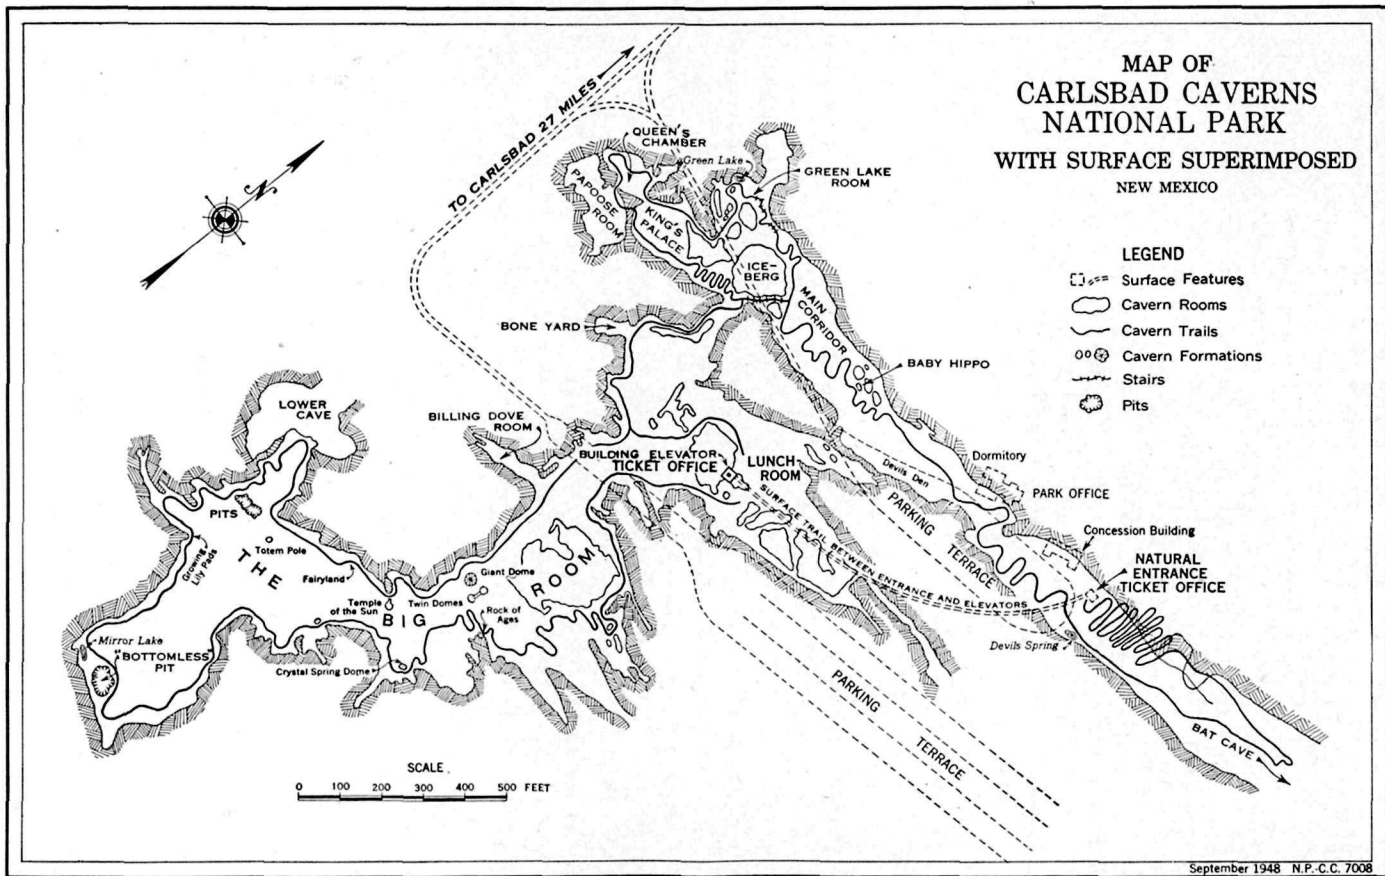 MAP OF
CARLSBAD CAVERNS
NATIONAL PARK
WITH SURFACE SUPERIMPOSED
NEW MEXICO
LEGEND
Surface Features
Cavern Rooms
Cavern Trails
Cavern Formations
Stairs
Pits
N
TO CARLSBAD 27 MILES
QUEEN'S
CHAMBER
Green Lake
GREEN LAKE
ROOM
PAPOOSE
ROOM
KING'S
PALACE
ICE-
BERG
MAIN
CORRIDOR
BONE YARD
BABY HIPPO
LOWER
CAVE
BILLING DOVE
ROOM
BUILDING ELEVATOR
TICKET OFFICE
LUNCH-
ROOM
Devils Den
Dormitory
PARK OFFICE
Concession Building
NATURAL
ENTRANCE
TICKET OFFICE
SURFACE TRAIL BETWEEN ENTRANCE AND ELEVATORS
PARKING TERRACE
PITS
Totem Pole
Growing
Lily Pads
Fairyland
THE
BIG
ROOM
Giant Dome
Temple
of the Sun
Twin Domes
Rock of
Ages
Mirror Lake
"BOTTOMLESS
PIT
Crystal Spring Dome
Devils Spring
PARKING TERRACE
BAT CAVE
SCALE
0 100 200 300 400 500 FEET
September 1948 N.P.-C.C. 7008